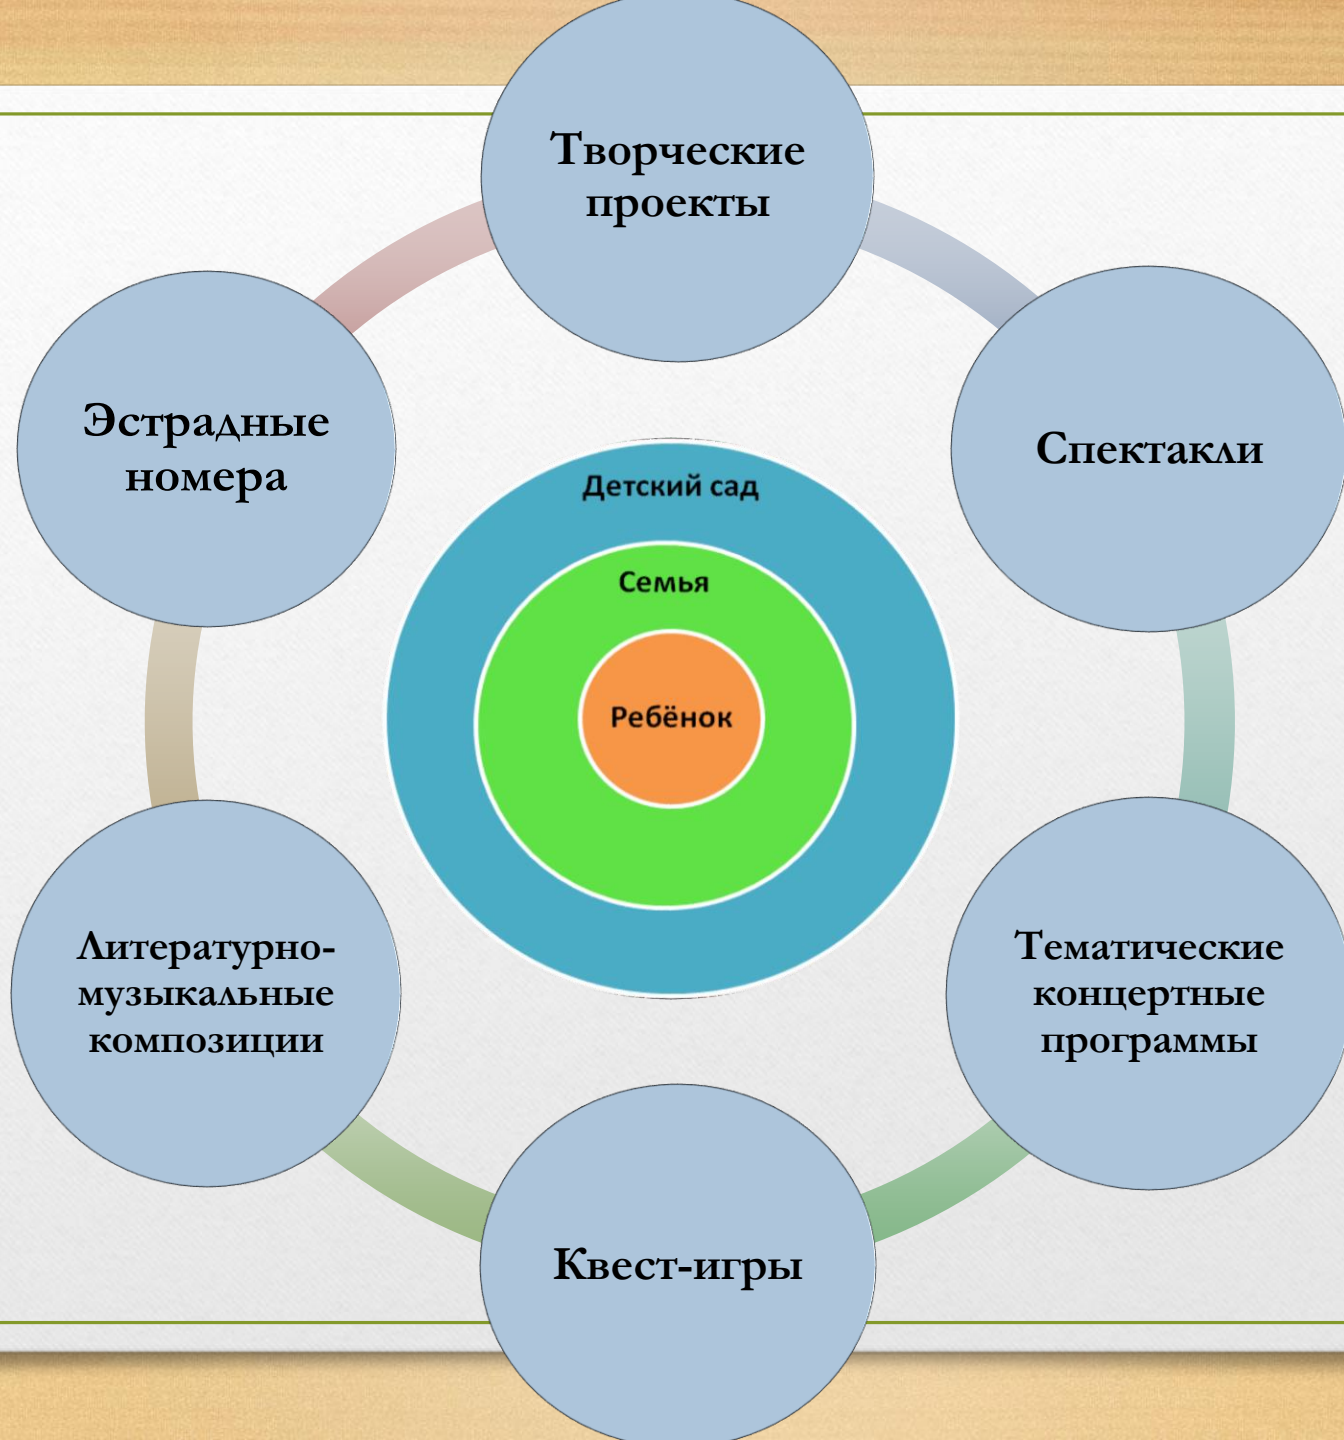 Творческие
проекты
Эстрадные
номера
Спектакли
Детский сад
Семья
Ребёнок
Литературно-
музыкальные
композиции
Тематические
концертные
программы
Квест-игры